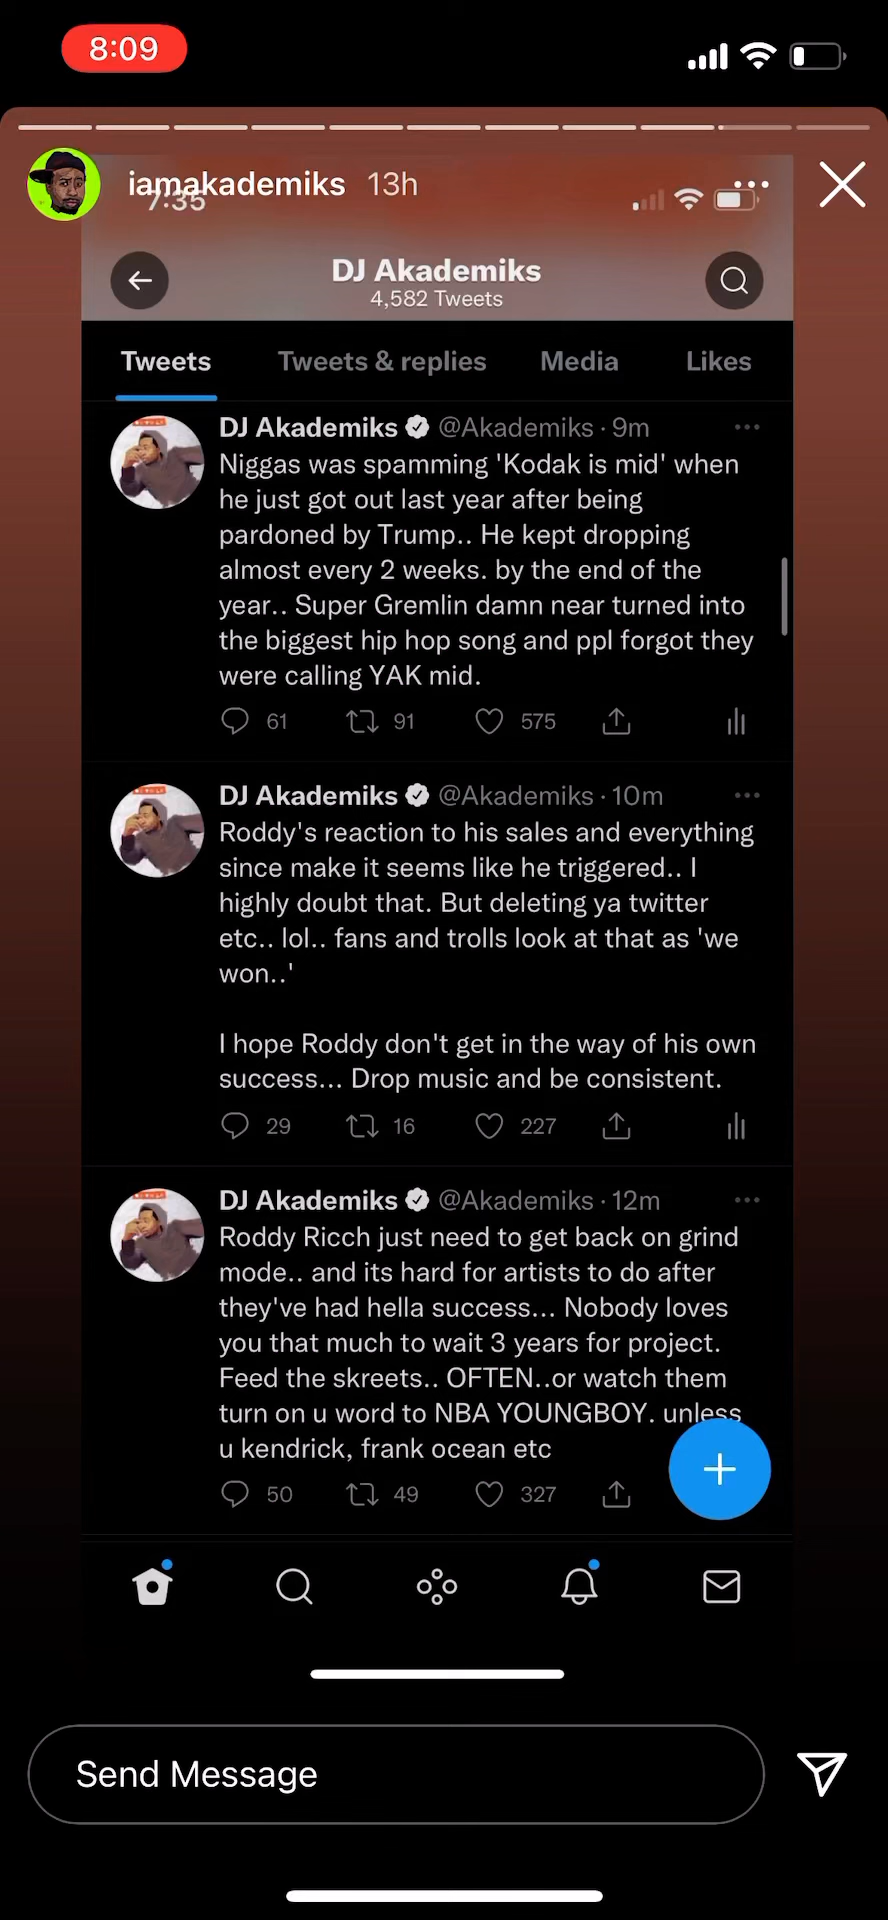 8:09
iamakademiks 13h
7:35
DJ Akademiks
4,582 Tweets
Tweets Tweets & replies Media Likes
DJ Akademiks @Akademiks · 9m
Niggas was spamming 'Kodak is mid' when
he just got out last year after being
pardoned by Trump.. He kept dropping
almost every 2 weeks. by the end of the
year.. Super Gremlin damn near turned into
the biggest hip hop song and ppl forgot they
were calling YAK mid.
61 91 575
DJ Akademiks @Akademiks · 10m
Roddy's reaction to his sales and everything
since make it seems like he triggered.. I
highly doubt that. But deleting ya twitter
etc.. lol.. fans and trolls look at that as 'we
won..'
I hope Roddy don't get in the way of his own
success... Drop music and be consistent.
29 16 227
DJ Akademiks @Akademiks · 12m
Roddy Ricch just need to get back on grind
mode.. and its hard for artists to do after
they've had hella success... Nobody loves
you that much to wait 3 years for project.
Feed the skreets.. OFTEN..or watch them
turn on u word to NBA YOUNGBOY. unless
u kendrick, frank ocean etc
50 49 327
Send Message